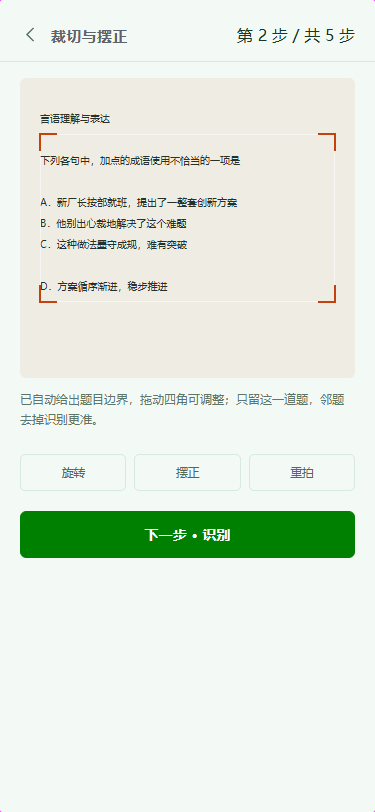 裁切与摆正
第 2 步 / 共 5 步
言语理解与表达
下列各句中，加点的成语使用不恰当的一项是
A．新厂长按部就班，提出了一整套创新方案
B．他别出心裁地解决了这个难题
C．这种做法墨守成规，难有突破
D．方案循序渐进，稳步推进
已自动给出题目边界，拖动四角可调整；只留这一道题，邻题
去掉识别更准。
旋转
摆正
重拍
下一步 • 识别